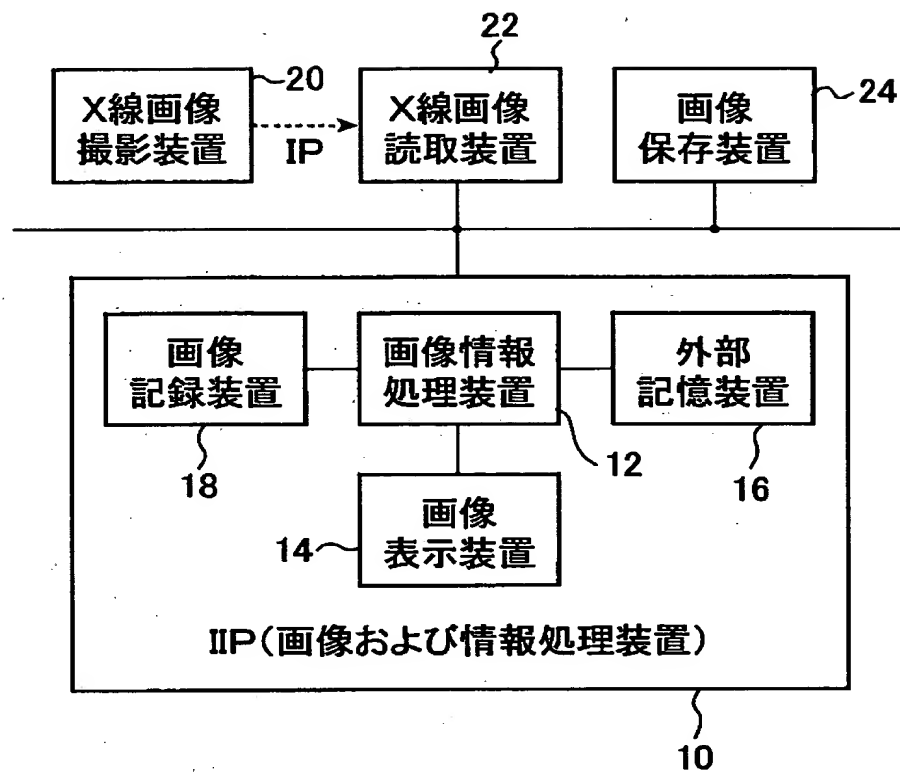 22
20
24
X線画像
撮影装置
IP
X線画像
読取装置
画像
保存装置
画像
記録装置
18
画像情報
処理装置
12
外部
記憶装置
16
画像
表示装置
14
IIP(画像および情報処理装置)
10